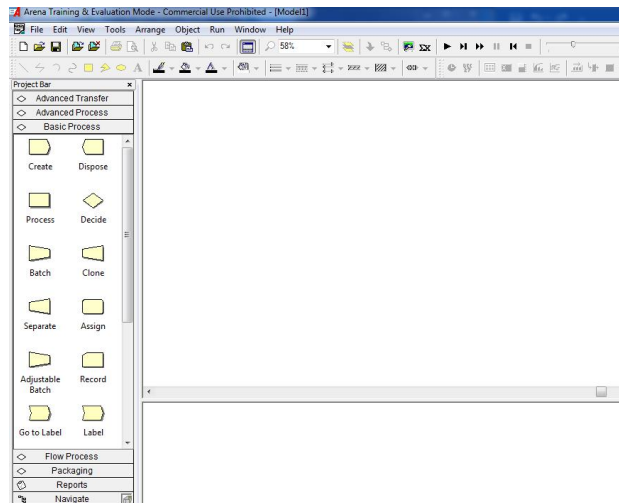 Arena Training & Evaluation Mode - Commercial Use Prohibited - [Model1]
File Edit View Tools Arrange Object Run Window Help
58%
Project Bar
Advanced Transfer
Advanced Process
Basic Process
Create Dispose
Process Decide
Batch Clone
Separate Assign
Adjustable Batch Record
Go to Label Label
Flow Process
Packaging
Reports
Navigate